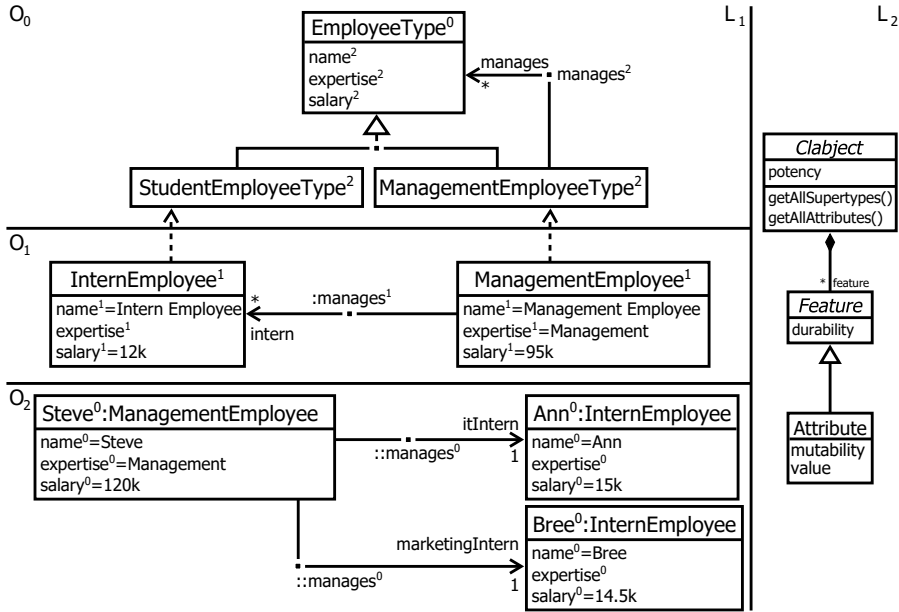 O₀
L₁
L₂
EmployeeType⁰
name²
expertise²
salary²
manages
*
manages²
StudentEmployeeType²
ManagementEmployeeType²
O₁
InternEmployee¹
name¹=Intern Employee
expertise¹
salary¹=12k
*
:manages¹
intern
ManagementEmployee¹
name¹=Management Employee
expertise¹=Management
salary¹=95k
O₂
Steve⁰:ManagementEmployee
name⁰=Steve
expertise⁰=Management
salary⁰=120k
itIntern
::manages⁰
1
Ann⁰:InternEmployee
name⁰=Ann
expertise⁰
salary⁰=15k
marketingIntern
::manages⁰
1
Bree⁰:InternEmployee
name⁰=Bree
expertise⁰
salary⁰=14.5k
Clabject
potency
getAllSupertypes()
getAllAttributes()
* feature
Feature
durability
Attribute
mutability
value